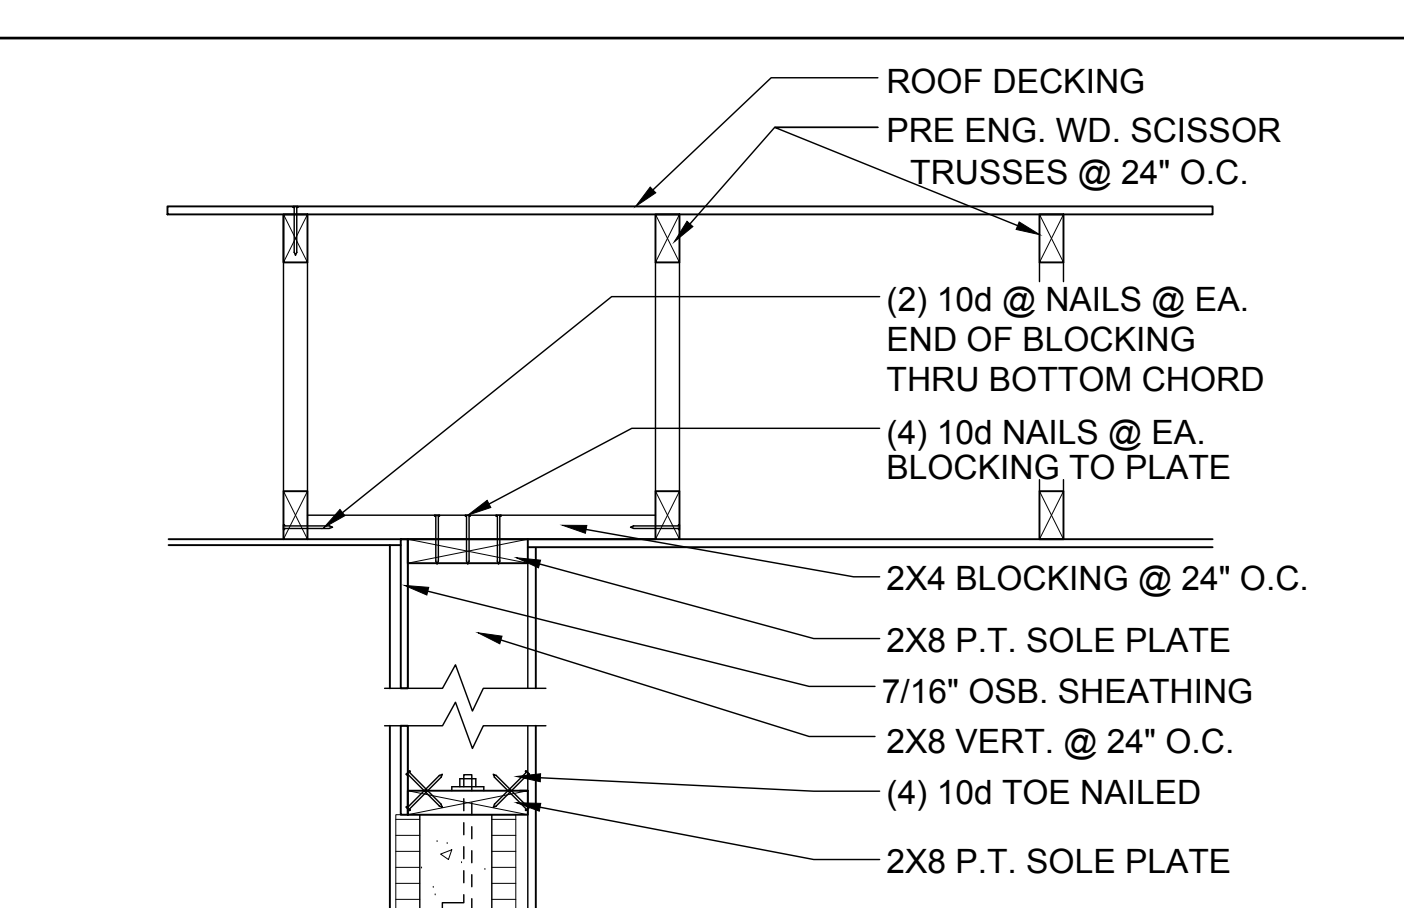 ROOF DECKING
PRE ENG. WD. SCISSOR
TRUSSES @ 24" O.C.
(2) 10d @ NAILS @ EA.
END OF BLOCKING
THRU BOTTOM CHORD
(4) 10d NAILS @ EA.
BLOCKING TO PLATE
2X4 BLOCKING @ 24" O.C.
2X8 P.T. SOLE PLATE
7/16" OSB. SHEATHING
2X8 VERT. @ 24" O.C.
(4) 10d TOE NAILED
2X8 P.T. SOLE PLATE